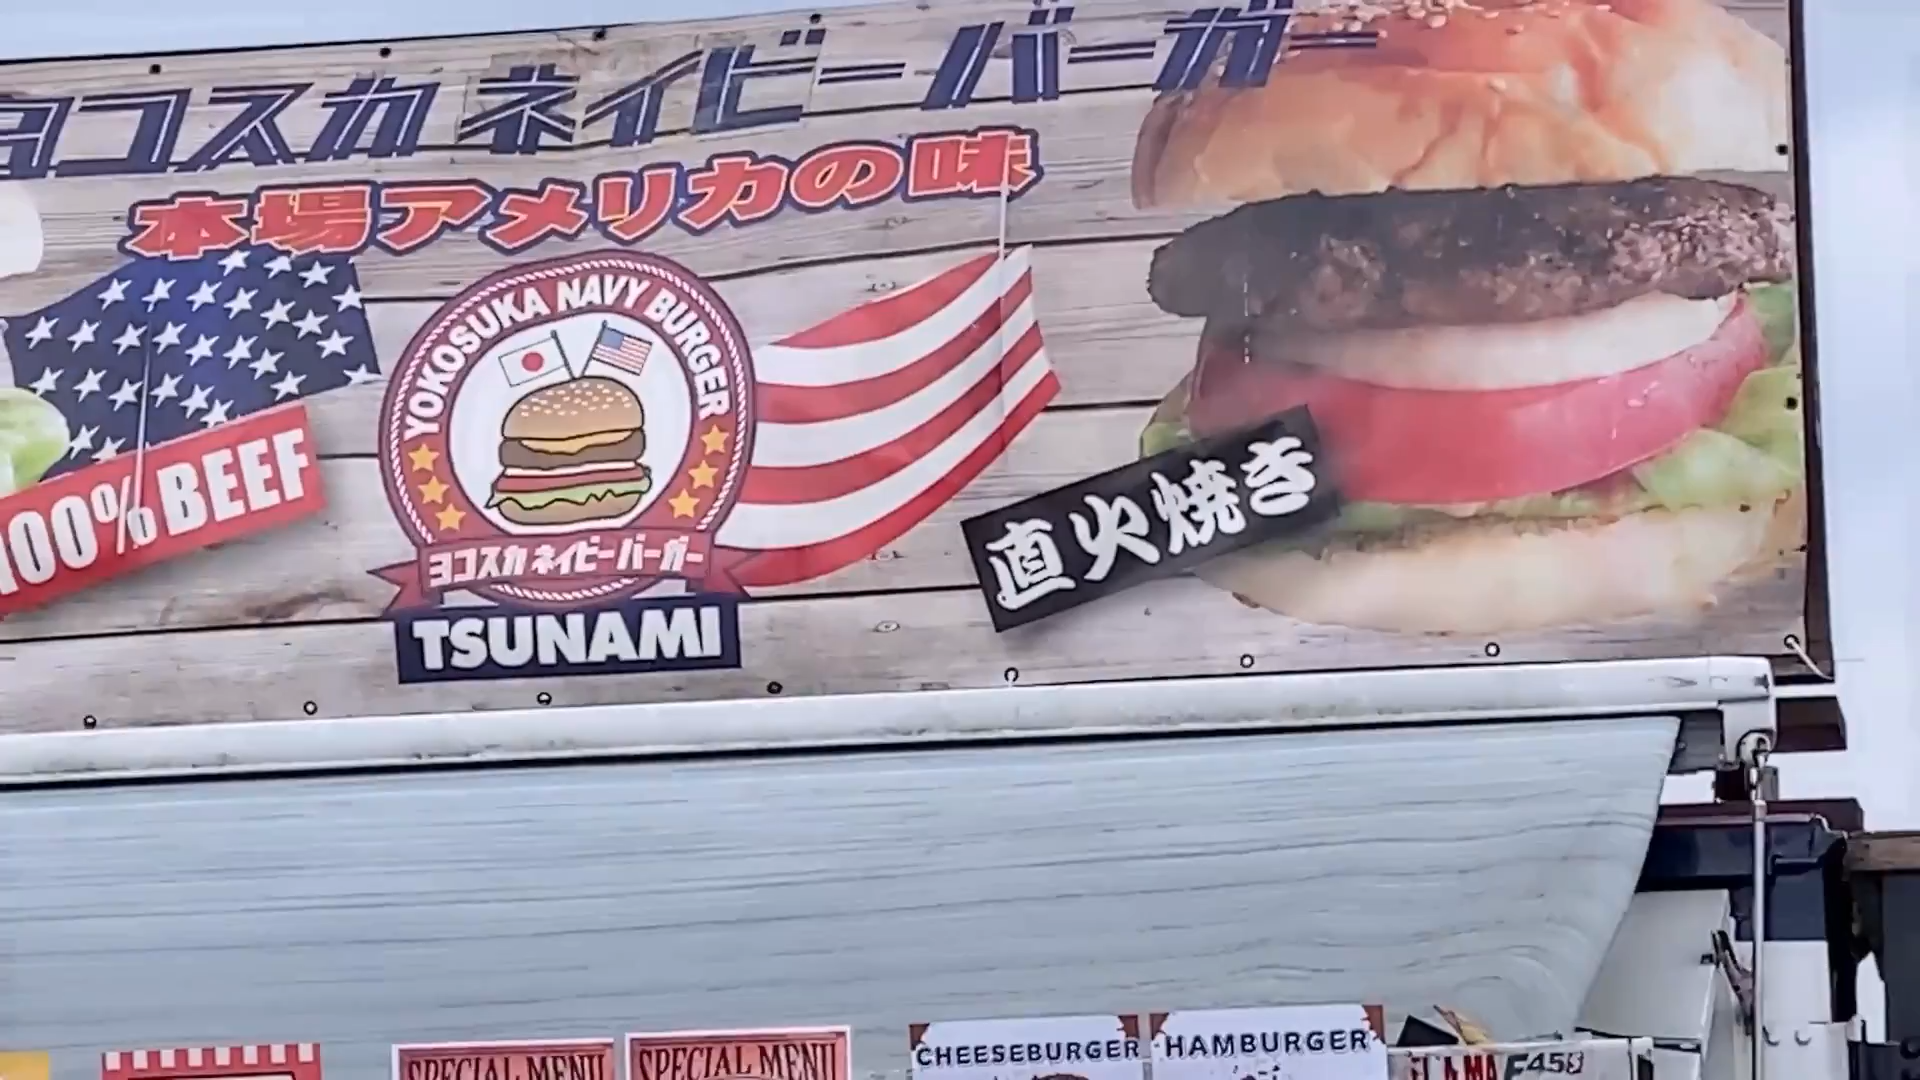 ヨコスカ ネイビーバーガー
本場アメリカの味
100% BEEF
YOKOSUKA NAVY BURGER
ヨコスカ ネイビーバーガー
TSUNAMI
直火焼き
SPECIAL MENU
SPECIAL MENU
CHEESEBURGER
HAMBURGER